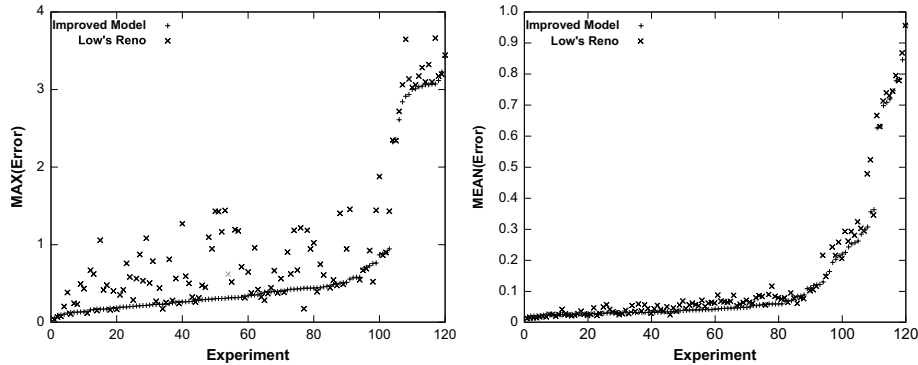 4
3
2
1
0
MAX(Error)
Improved Model
Low's Reno
0 20 40 60 80 100 120
Experiment
1.0
0.9
0.8
0.7
0.6
0.5
0.4
0.3
0.2
0.1
0.0
MEAN(Error)
Improved Model
Low's Reno
0 20 40 60 80 100 120
Experiment